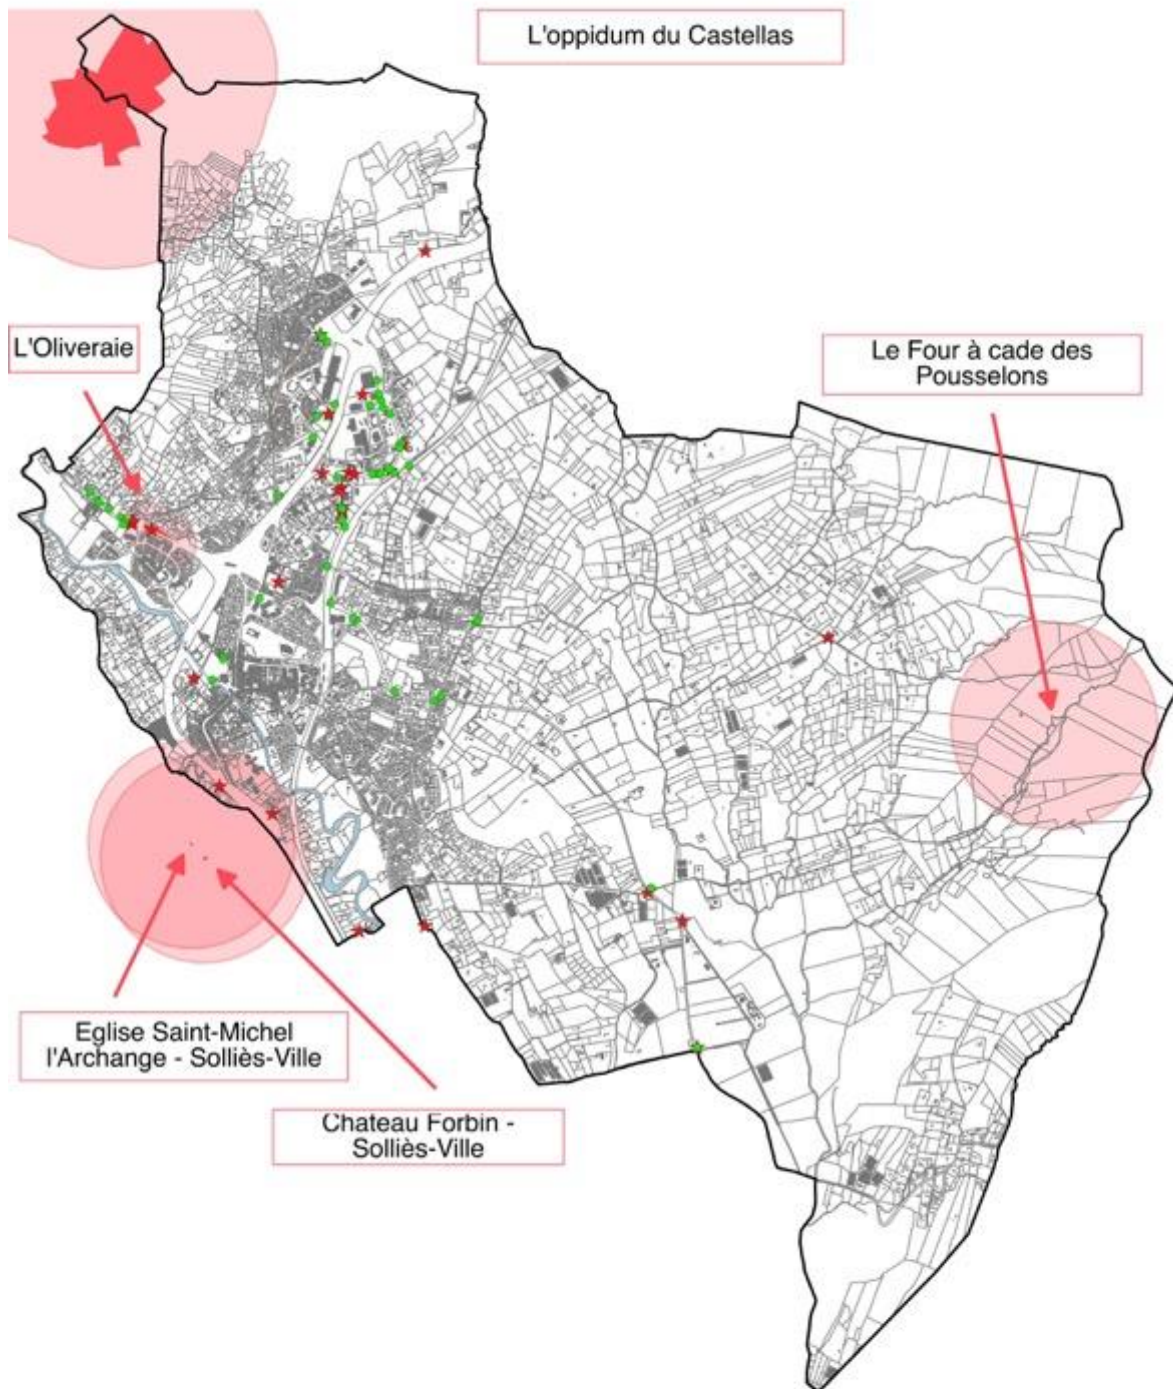 L'oppidum du Castellas
L'Oliveraie
Le Four à cade des
Pousselons
Eglise Saint-Michel
l'Archange - Solliès-Ville
Chateau Forbin -
Solliès-Ville